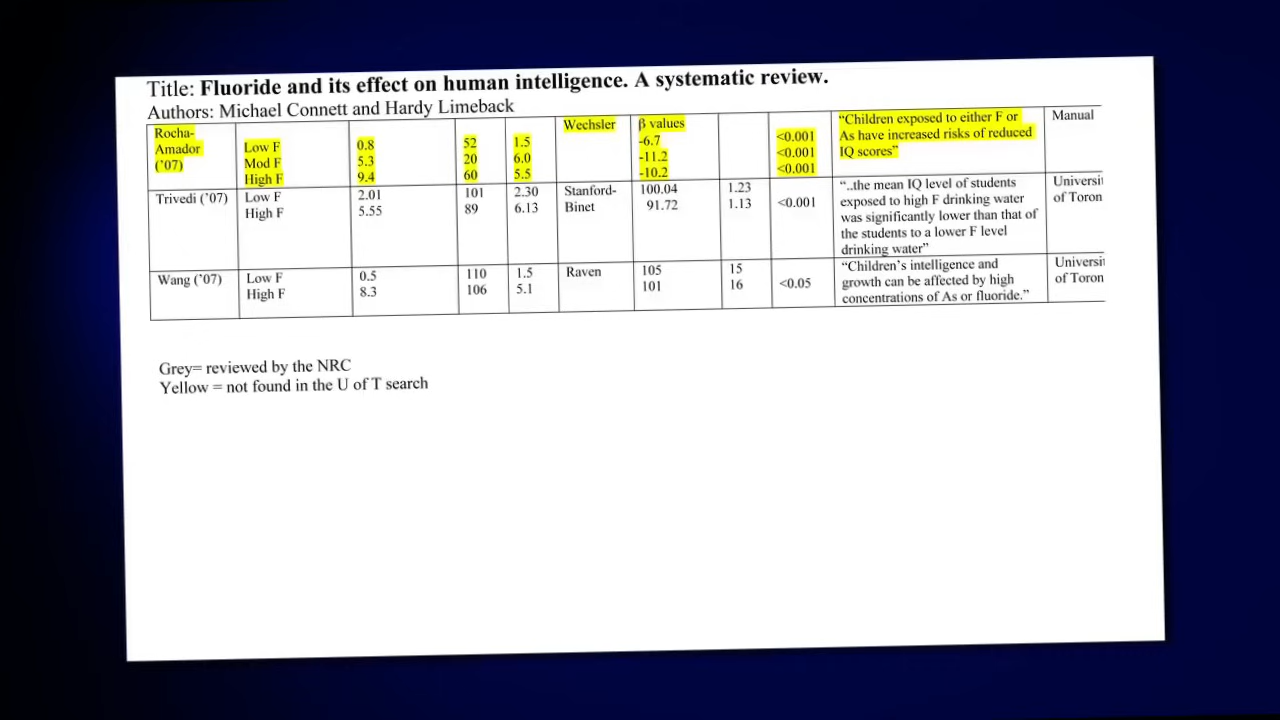 Title: Fluoride and its effect on human intelligence. A systematic review.
Authors: Michael Connett and Hardy Limeback
Rocha-
Amador
('07)
Low F
Mod F
High F
0.8
5.3
9.4
52
20
60
1.5
6.0
5.5
Wechsler
β values
-6.7
-11.2
-10.2
<0.001
<0.001
<0.001
“Children exposed to either F or
As have increased risks of reduced
IQ scores”
Manual
Trivedi ('07)
Low F
High F
2.01
5.55
101
89
2.30
6.13
Stanford-
Binet
100.04
91.72
1.23
1.13
<0.001
“..the mean IQ level of students
exposed to high F drinking water
was significantly lower than that of
the students to a lower F level
drinking water”
Universit
of Toron
Wang ('07)
Low F
High F
0.5
8.3
110
106
1.5
5.1
Raven
105
101
15
16
<0.05
“Children's intelligence and
growth can be affected by high
concentrations of As or fluoride.”
Universit
of Toron
Grey= reviewed by the NRC
Yellow = not found in the U of T search